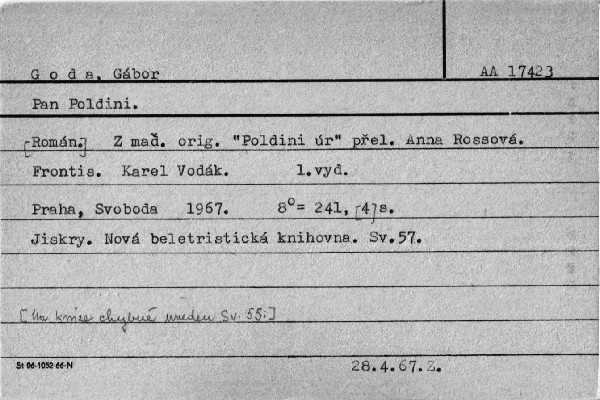 G o d a, Gábor
AA 17423
Pan Poldini.
[Román.] Z maď. orig. "Poldini úr" přel. Anna Rossová.
Frontis. Karel Vodák. 1.vyd.
Praha, Svoboda 1967. 8°= 241, [4]s.
Jiskry. Nová beletristická knihovna. Sv.57.
[Na knize chybně uveden Sv. 55.]
St 06-1052-66-N
28.4.67.Z.